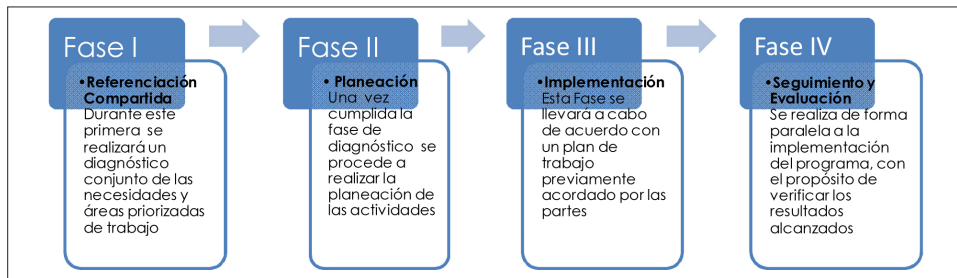 Fase I
•Referenciación
Compartida
Durante este
primera se
realizará un
diagnóstico
conjunto de las
necesidades y
áreas priorizadas
de trabajo
Fase II
• Planeación
Una vez
cumplida la
fase de
diagnóstico se
procede a
realizar la
planeación de
las actividades
Fase III
•Implementación
Esta Fase se
llevará a cabo
de acuerdo con
un plan de
trabajo
previamente
acordado por las
partes
Fase IV
•Seguimiento y
Evaluación
Se realiza de forma
paralela a la
implementación
del programa, con
el propósito de
verificar los
resultados
alcanzados